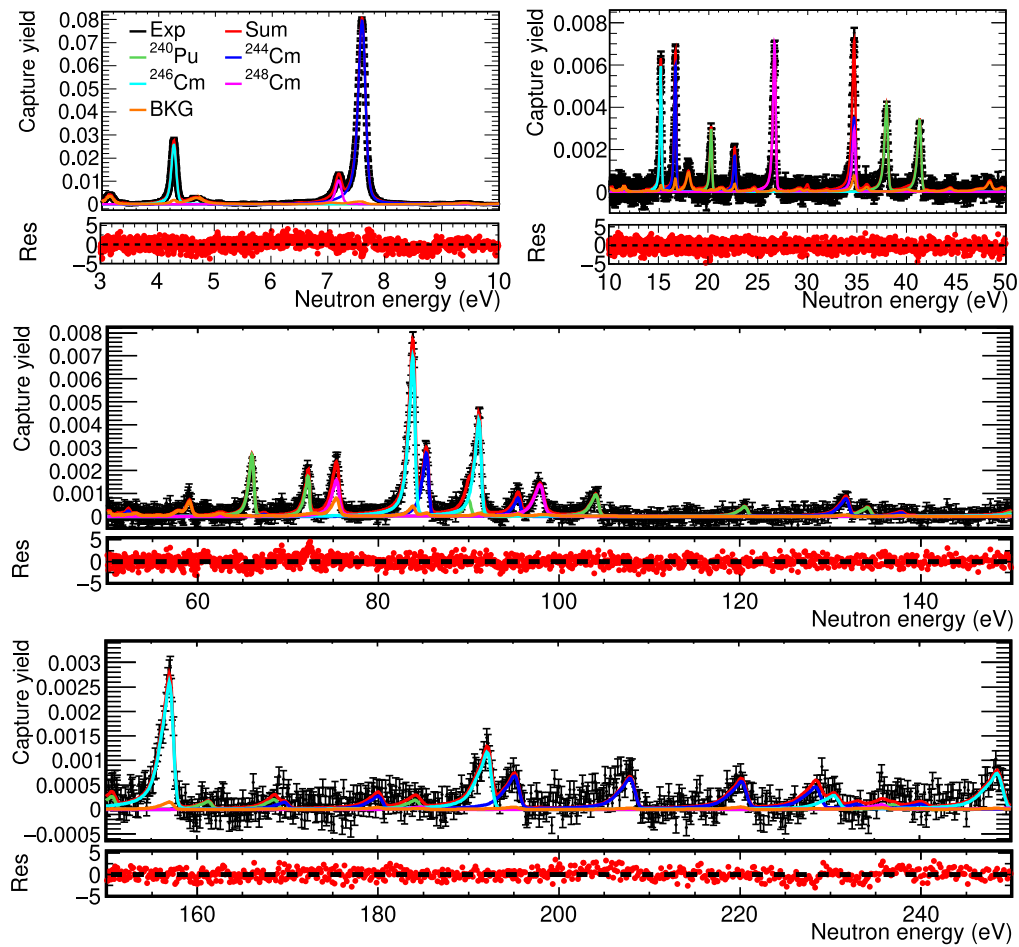 Capture yield
0.08
0.07
0.06
0.05
0.04
0.03
0.02
0.01
0
Exp
Sum
²⁴⁰Pu
²⁴⁴Cm
²⁴⁶Cm
²⁴⁸Cm
BKG
Res
5
0
−5
3 4 5 6 7 8 9 10
Neutron energy (eV)
Capture yield
0.008
0.006
0.004
0.002
0
Res
5
0
−5
10 15 20 25 30 35 40 45 50
Neutron energy (eV)
Capture yield
0.008
0.007
0.006
0.005
0.004
0.003
0.002
0.001
0
Res
5
0
−5
60 80 100 120 140
Neutron energy (eV)
Capture yield
0.003
0.0025
0.002
0.0015
0.001
0.0005
0
−0.0005
Res
5
0
−5
160 180 200 220 240
Neutron energy (eV)